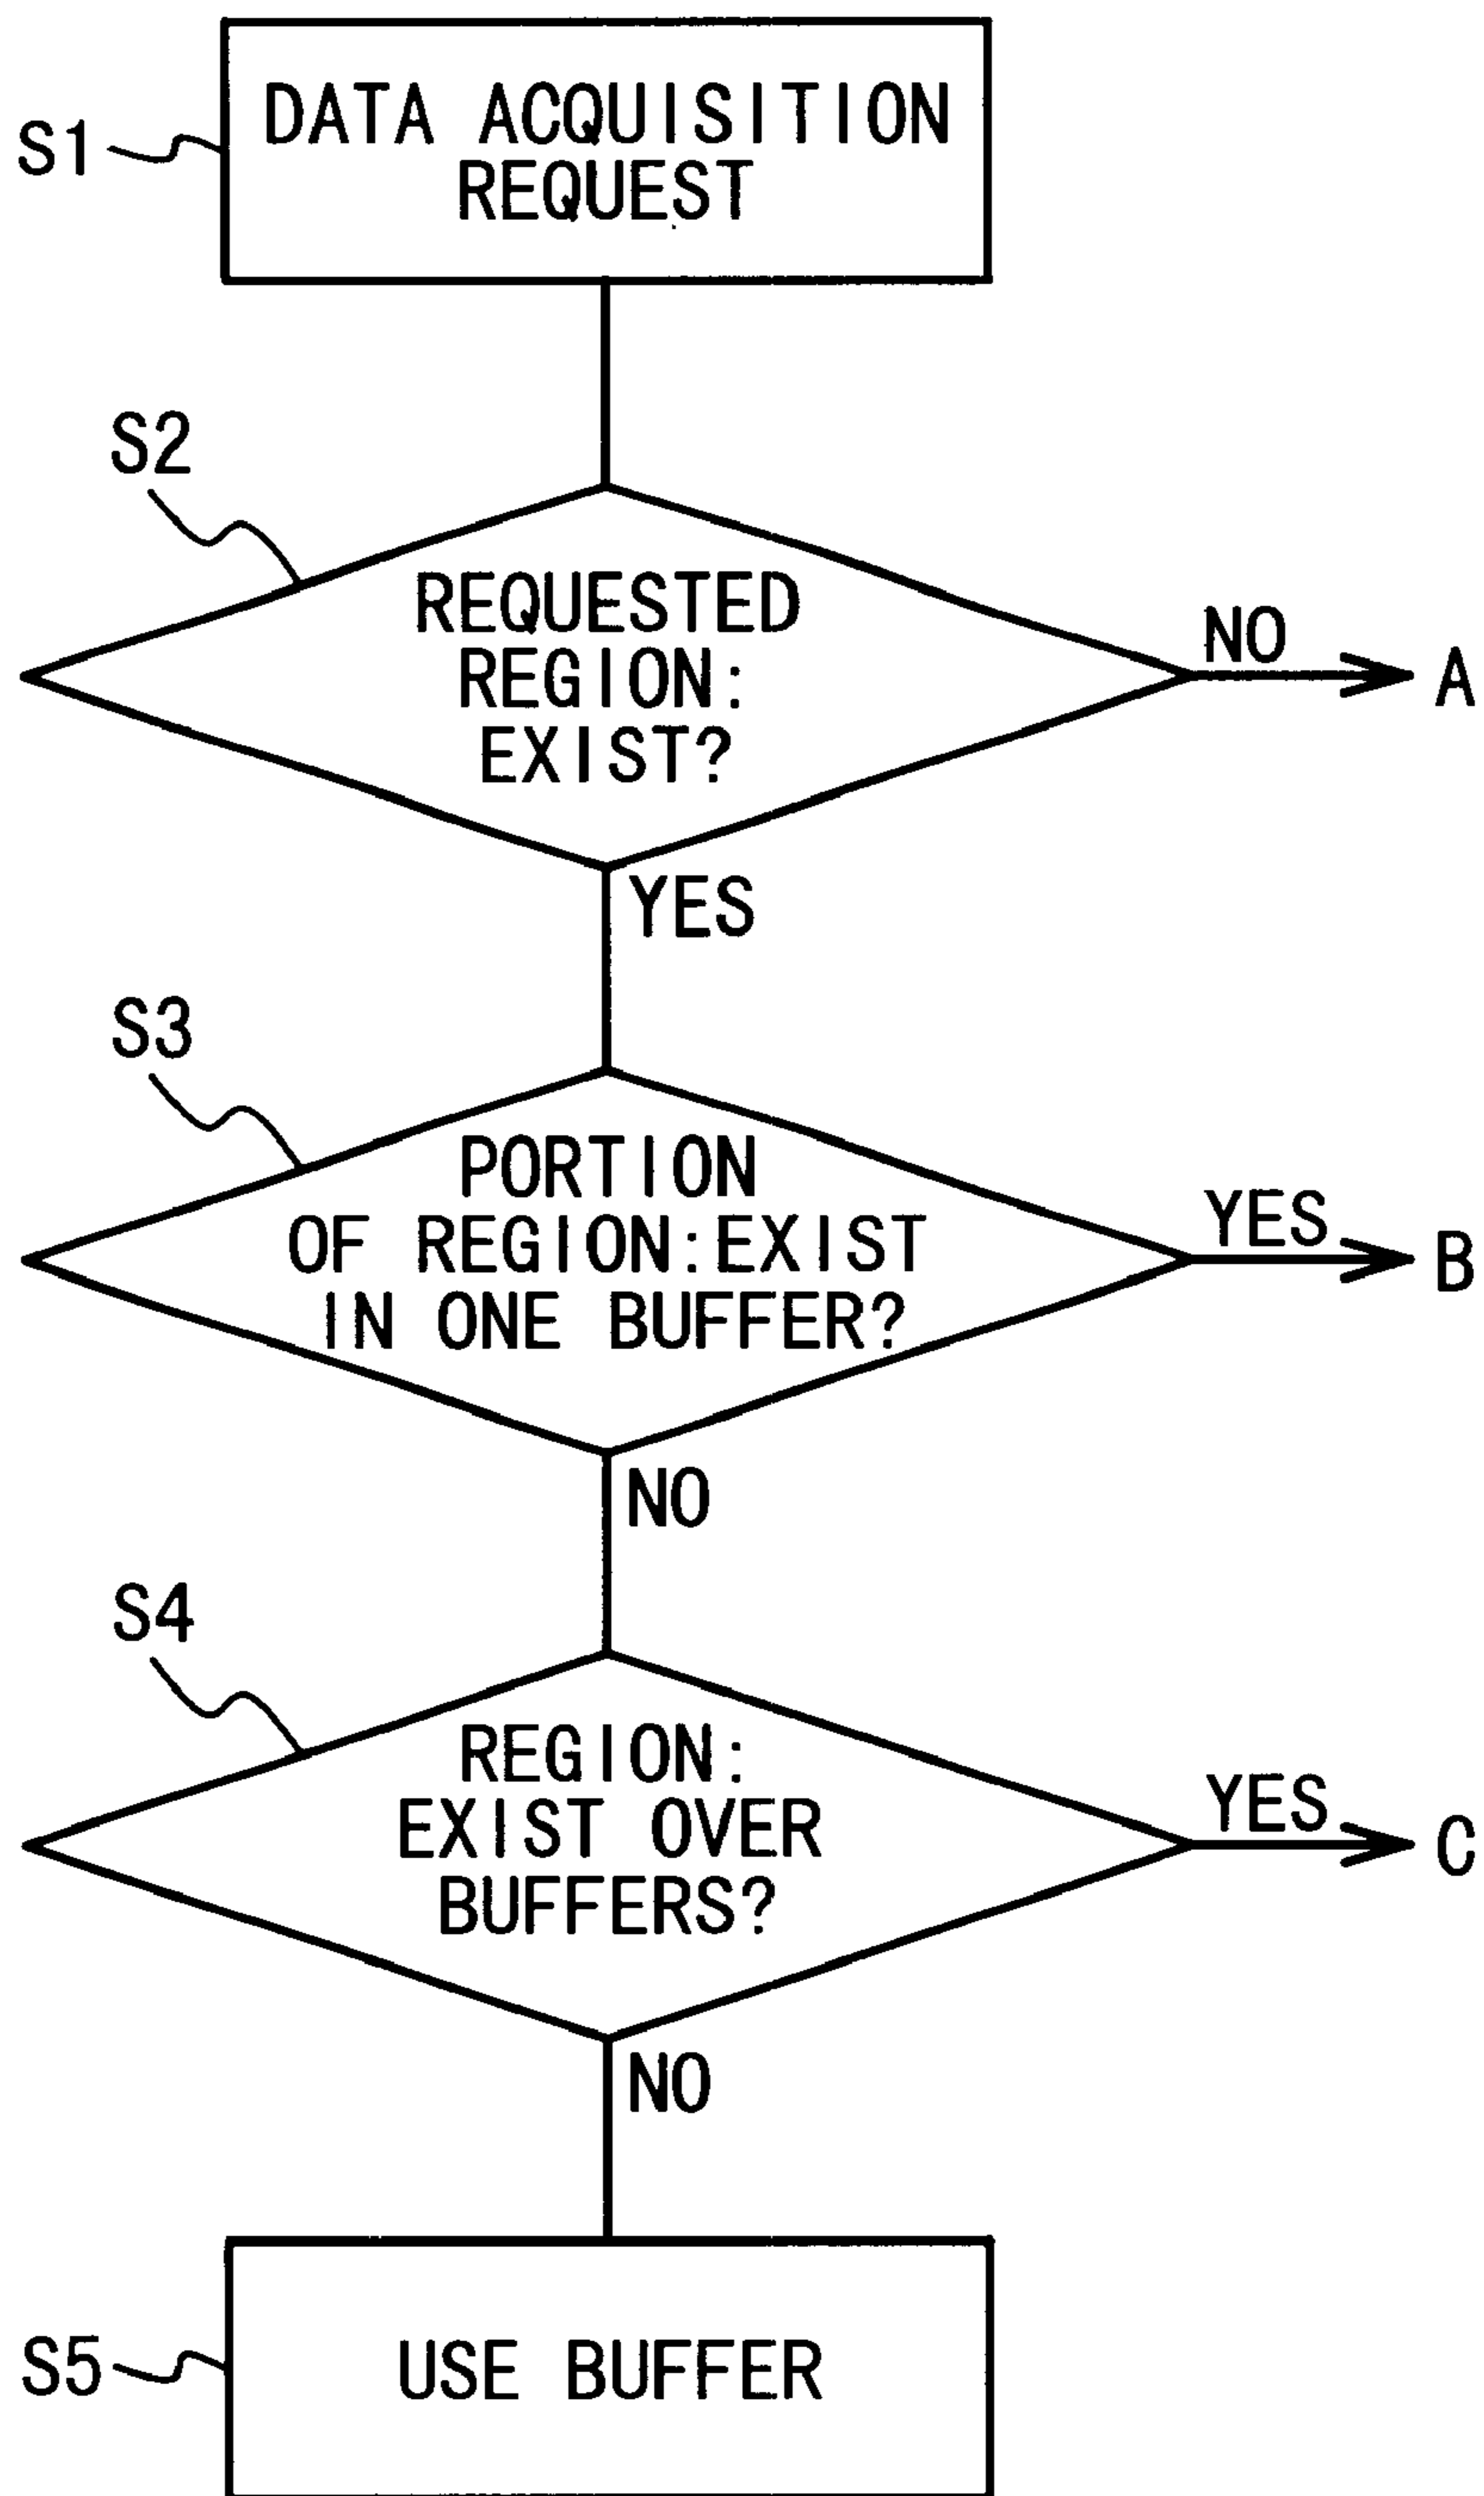 S1
DATA ACQUISITION
REQUEST
S2
REQUESTED
REGION:
EXIST?
NO
A
YES
S3
PORTION
OF REGION:EXIST
IN ONE BUFFER?
YES
B
NO
S4
REGION:
EXIST OVER
BUFFERS?
YES
C
NO
S5
USE BUFFER